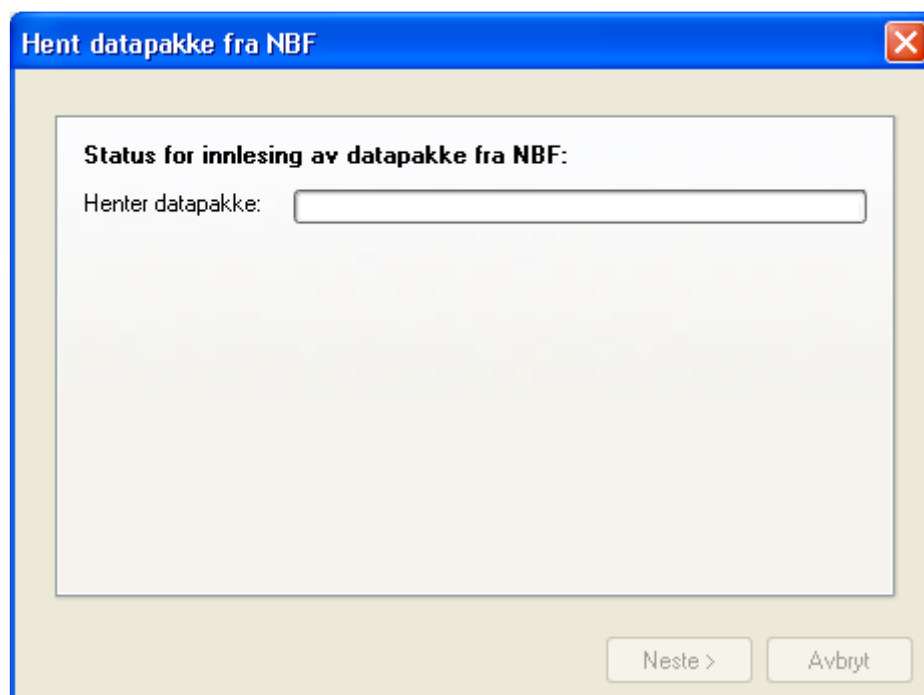 Hent datapakke fra NBF
Status for innlesing av datapakke fra NBF:
Henter datapakke:
Neste >
Avbryt